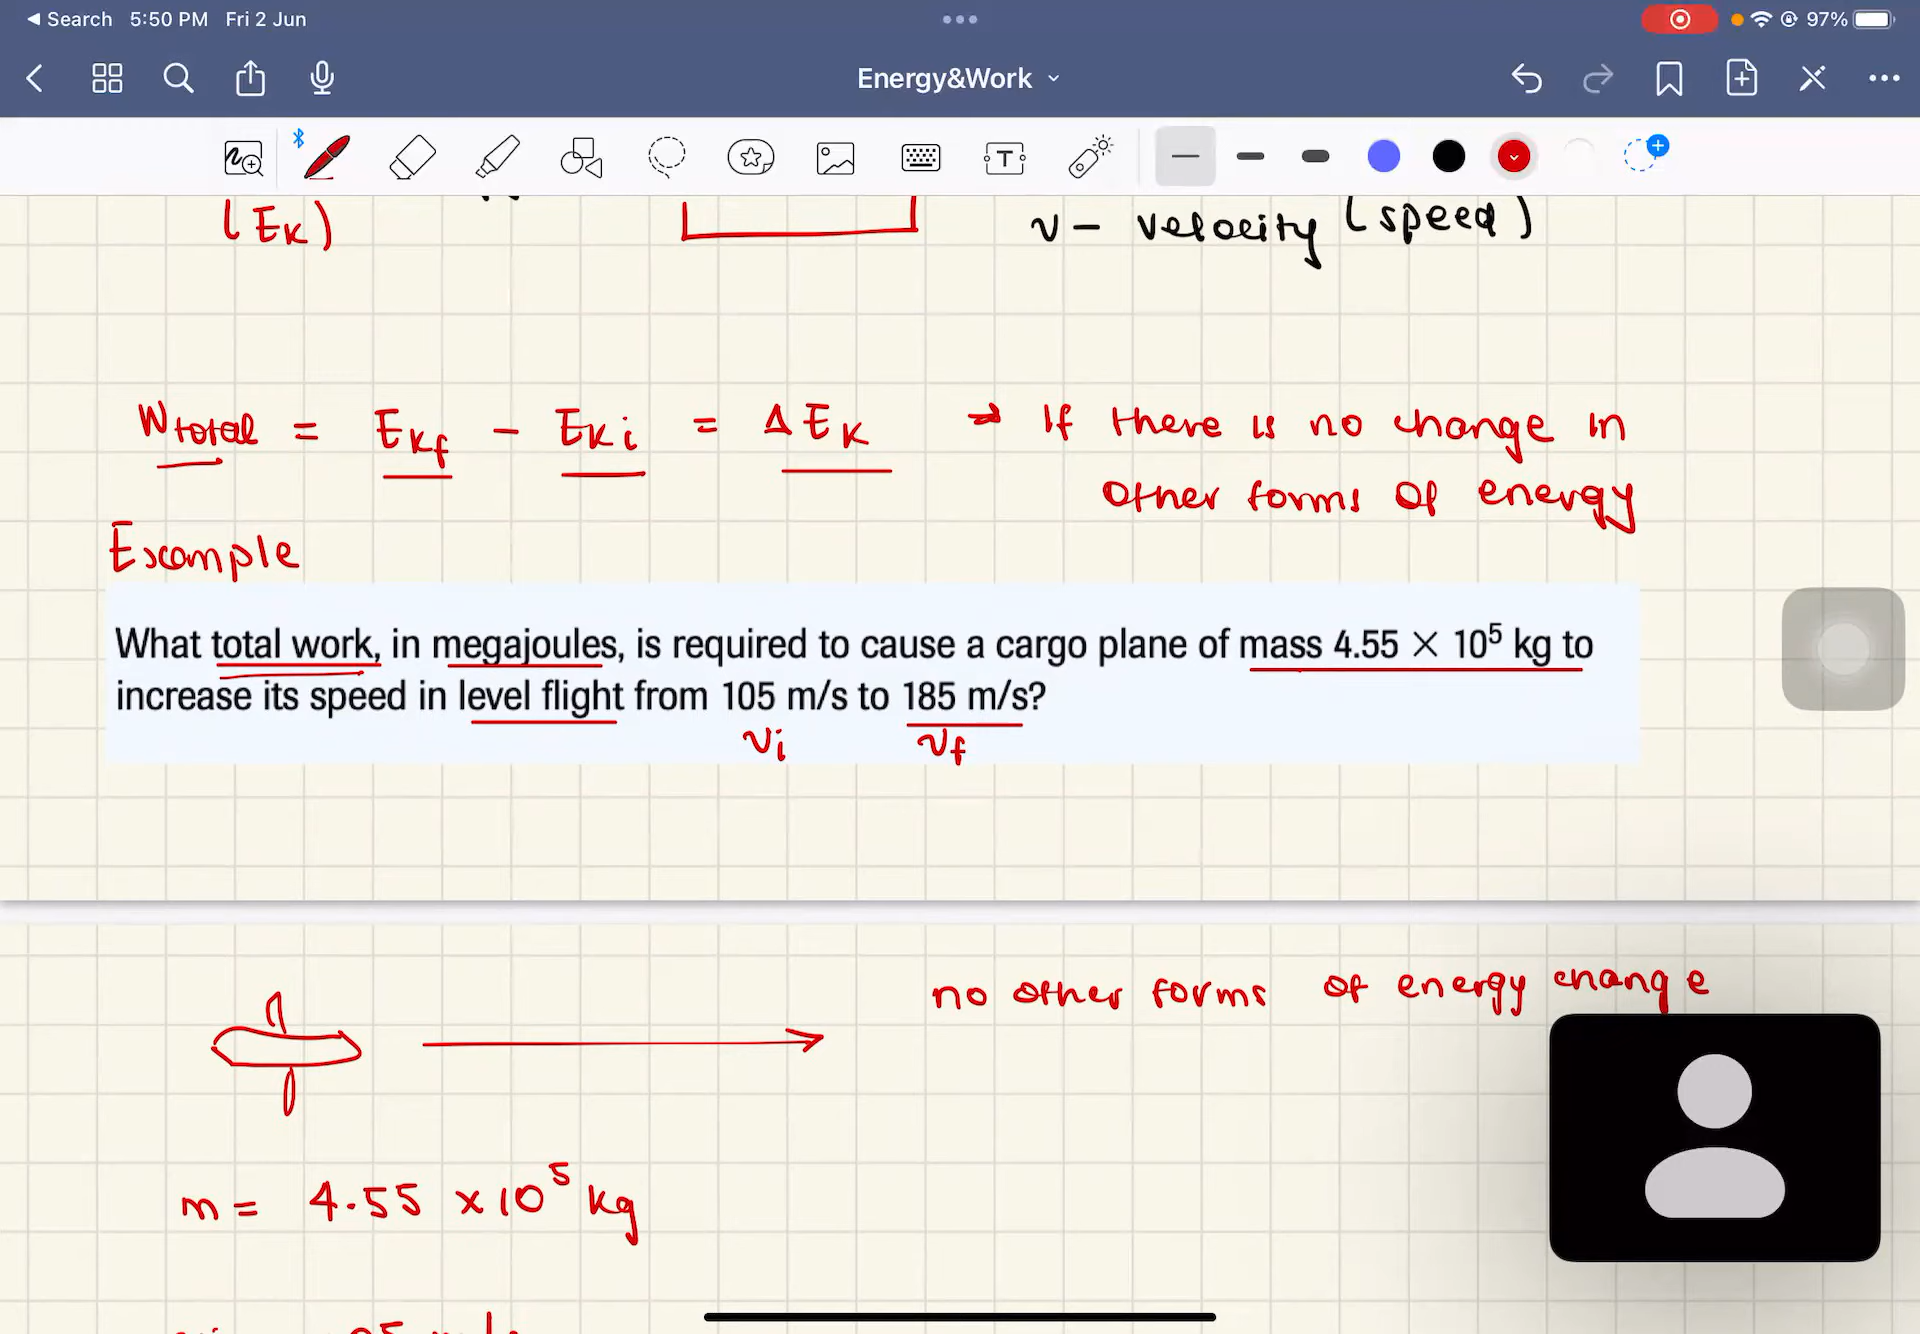 Search 5:50 PM Fri 2 Jun
97%
Energy&Work
T
(EK)
v – velocity (speed)
Wtotal = EKf - EKi = ΔEK → If there is no change in
other forms of energy
Example
What total work, in megajoules, is required to cause a cargo plane of mass 4.55 × 10⁵ kg to
increase its speed in level flight from 105 m/s to 185 m/s?
vi vf
no other forms of energy change
m = 4.55 × 10⁵ kg